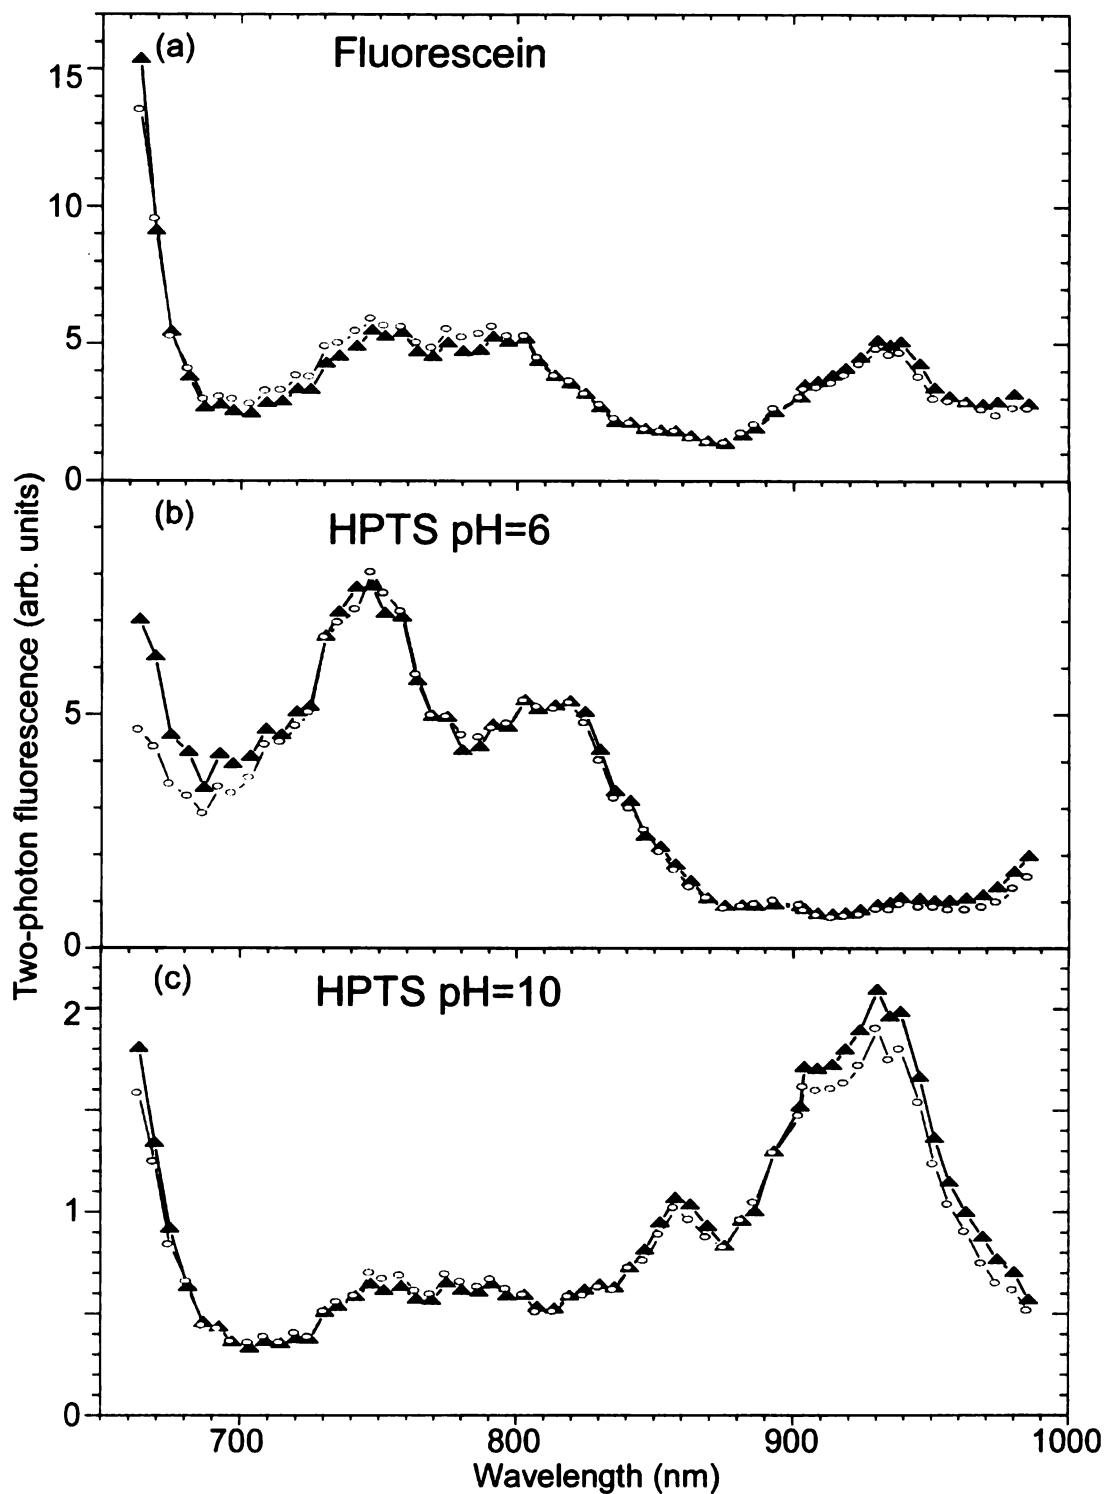 (a) Fluorescein
15
10
5
0
(b) HPTS pH=6
5
0
(c) HPTS pH=10
2
1
0
Two-photon fluorescence (arb. units)
700 800 900 1000
Wavelength (nm)